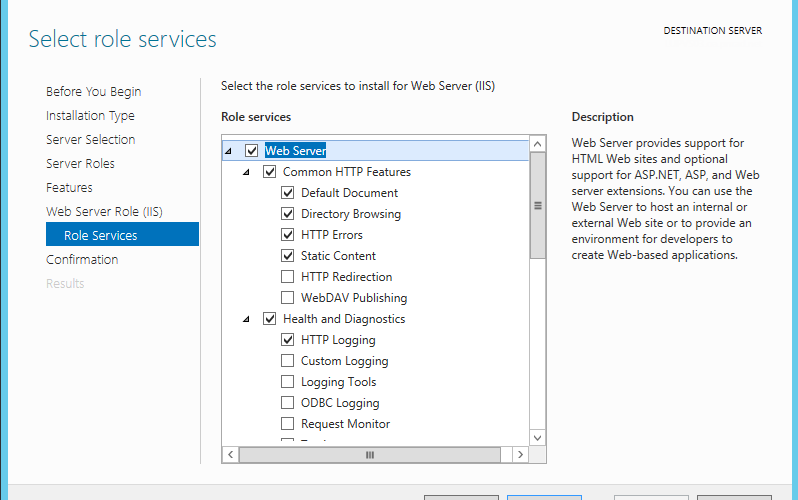 Select role services
DESTINATION SERVER
Before You Begin
Installation Type
Server Selection
Server Roles
Features
Web Server Role (IIS)
Role Services
Confirmation
Results
Select the role services to install for Web Server (IIS)
Role services
Web Server
Common HTTP Features
Default Document
Directory Browsing
HTTP Errors
Static Content
HTTP Redirection
WebDAV Publishing
Health and Diagnostics
HTTP Logging
Custom Logging
Logging Tools
ODBC Logging
Request Monitor
Description
Web Server provides support for
HTML Web sites and optional
support for ASP.NET, ASP, and Web
server extensions. You can use the
Web Server to host an internal or
external Web site or to provide an
environment for developers to
create Web-based applications.